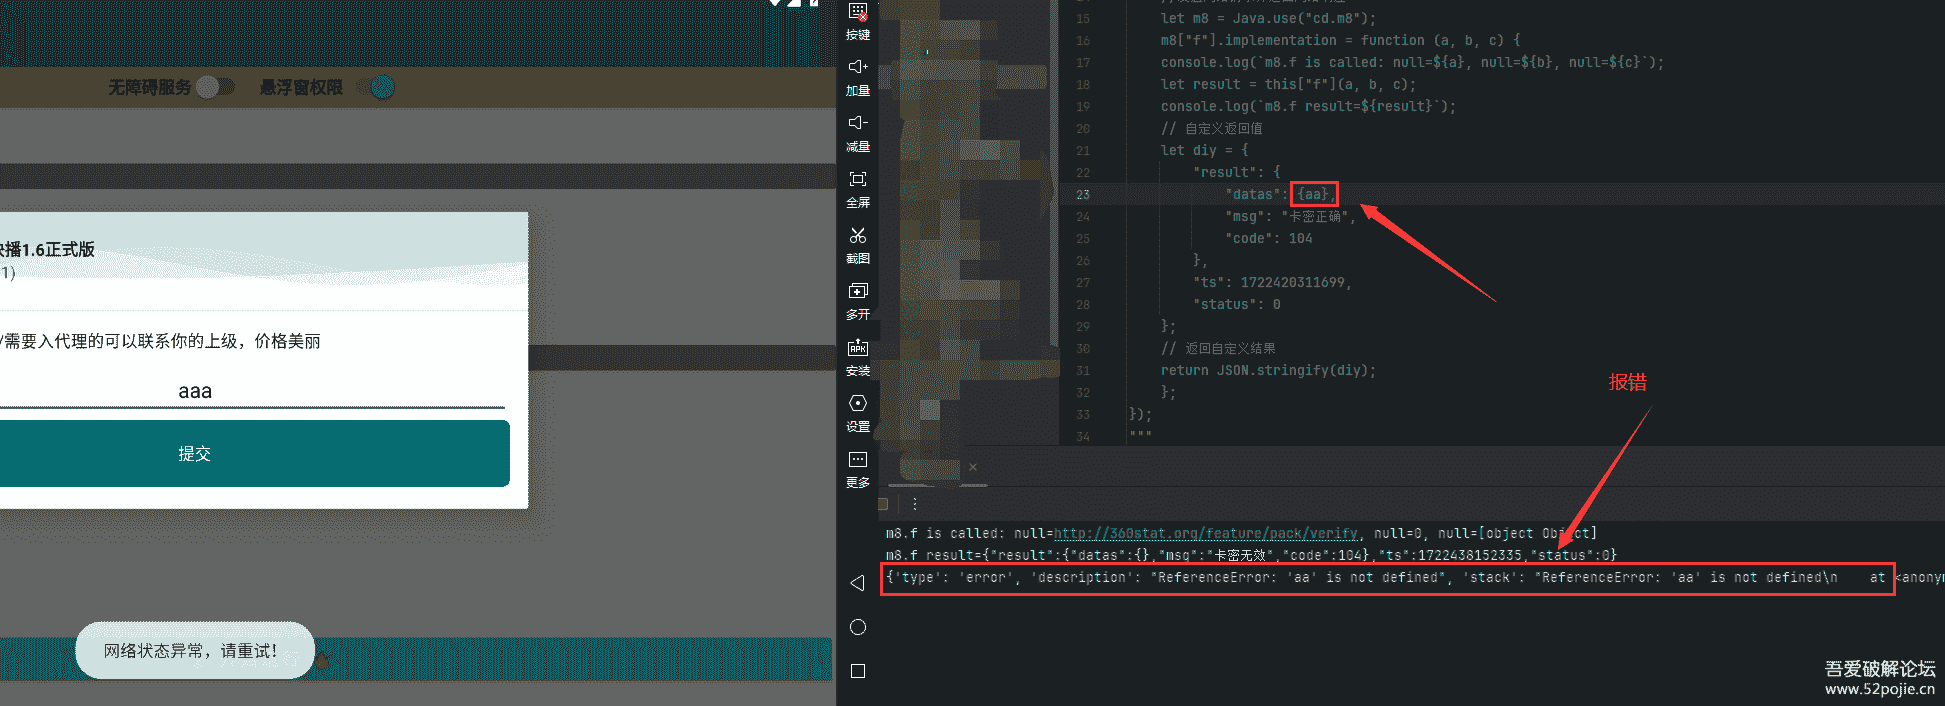 无障碍服务
悬浮窗权限
快播1.6正式版
1)
/需要入代理的可以联系你的上级，价格美丽
aaa
提交
网络状态异常，请重试！
按键
加量
减量
全屏
截图
多开
APK
安装
设置
更多
15 let m8 = Java.use("cd.m8");
16 m8["f"].implementation = function (a, b, c) {
17 console.log(`m8.f is called: null=${a}, null=${b}, null=${c}`);
18 let result = this["f"](a, b, c);
19 console.log(`m8.f result=${result}`);
20 // 自定义返回值
21 let diy = {
22 "result": {
23 "datas": {aa},
24 "msg": "卡密正确",
25 "code": 104
26 },
27 "ts": 1722420311699,
28 "status": 0
29 };
30 // 返回自定义结果
31 return JSON.stringify(diy);
32 };
33 });
34 """
报错
m8.f is called: null=http://360stat.org/feature/pack/verify, null=0, null=[object Object]
m8.f result={"result":{"datas":{},"msg":"卡密无效","code":104},"ts":1722438152335,"status":0}
{'type': 'error', 'description': "ReferenceError: 'aa' is not defined", 'stack': "ReferenceError: 'aa' is not defined\n at <anonym
吾爱破解论坛
www.52pojie.cn